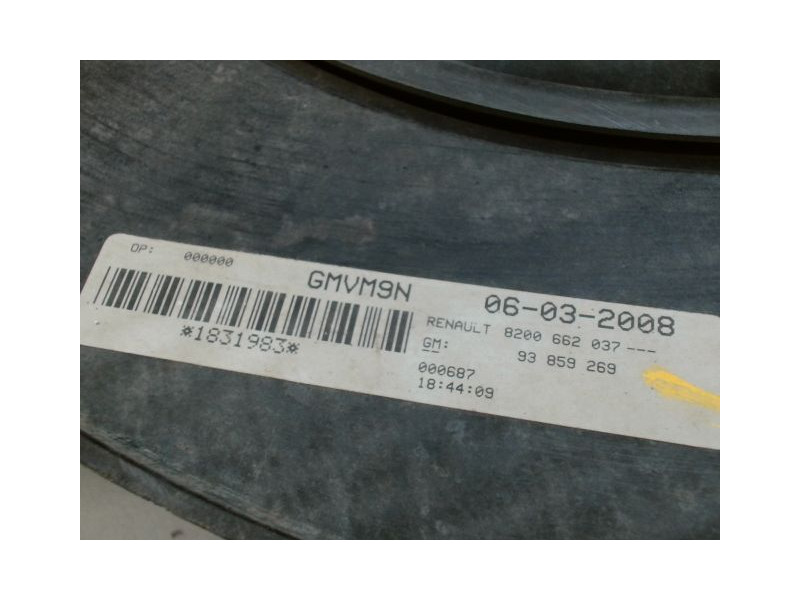 OP: 000000
GMVM9N
*1831983*
06-03-2008
RENAULT 8200 662 037 ---
GM: 93 859 269
000687
18:44:09